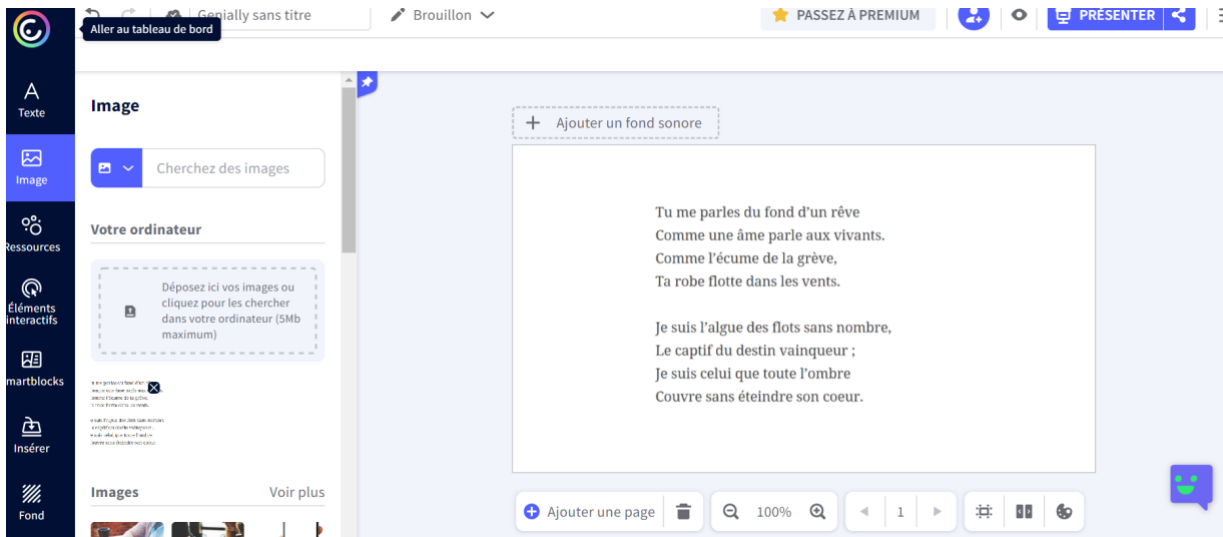 Genially sans titre
Brouillon
PASSEZ À PREMIUM
PRÉSENTER
Aller au tableau de bord
Texte
Image
Ressources
Éléments
interactifs
martblocks
Insérer
Fond
Image
Cherchez des images
Votre ordinateur
Déposez ici vos images ou
cliquez pour les chercher
dans votre ordinateur (5Mb
maximum)
Images
Voir plus
Ajouter un fond sonore
Tu me parles du fond d'un rêve
Comme une âme parle aux vivants.
Comme l'écume de la grève,
Ta robe flotte dans les vents.
Je suis l'algue des flots sans nombre,
Le captif du destin vainqueur ;
Je suis celui que toute l'ombre
Couvre sans éteindre son coeur.
Ajouter une page
100%
1